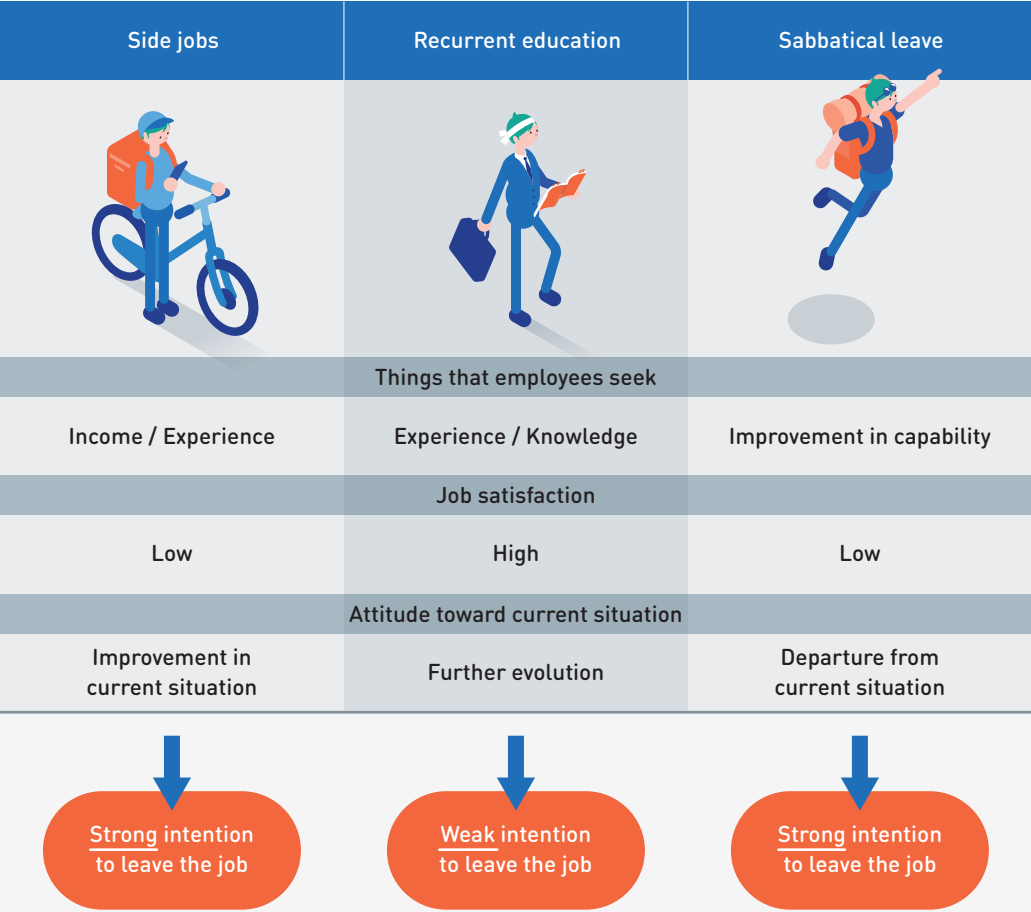 Side jobs
Recurrent education
Sabbatical leave
Things that employees seek
Income / Experience
Experience / Knowledge
Improvement in capability
Job satisfaction
Low
High
Low
Attitude toward current situation
Improvement in
current situation
Further evolution
Departure from
current situation
Strong intention
to leave the job
Weak intention
to leave the job
Strong intention
to leave the job